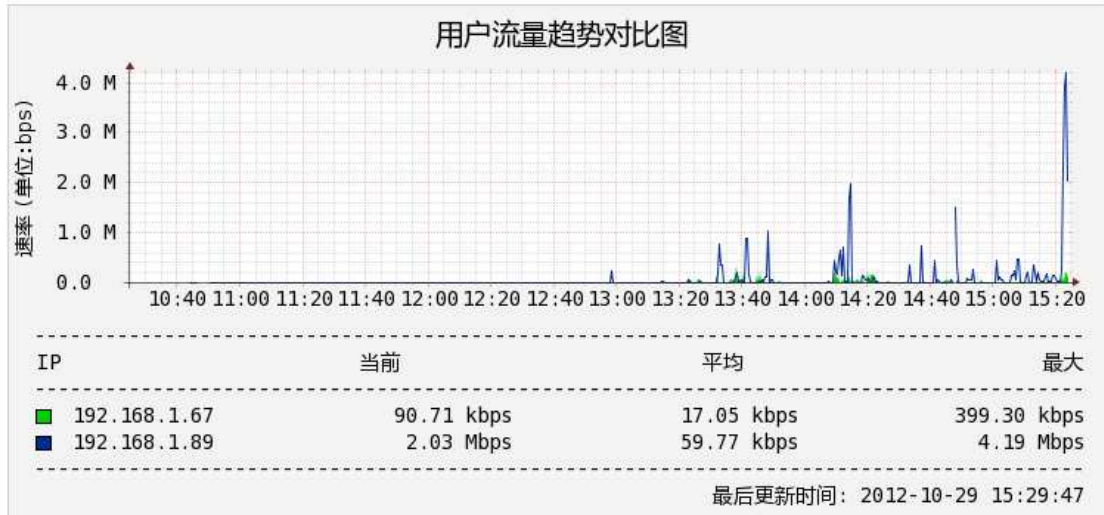 用户流量趋势对比图
速率(单位:bps)
4.0 M
3.0 M
2.0 M
1.0 M
0.0
10:40 11:00 11:20 11:40 12:00 12:20 12:40 13:00 13:20 13:40 14:00 14:20 14:40 15:00 15:20
IP 当前 平均 最大
192.168.1.67 90.71 kbps 17.05 kbps 399.30 kbps
192.168.1.89 2.03 Mbps 59.77 kbps 4.19 Mbps
最后更新时间: 2012-10-29 15:29:47